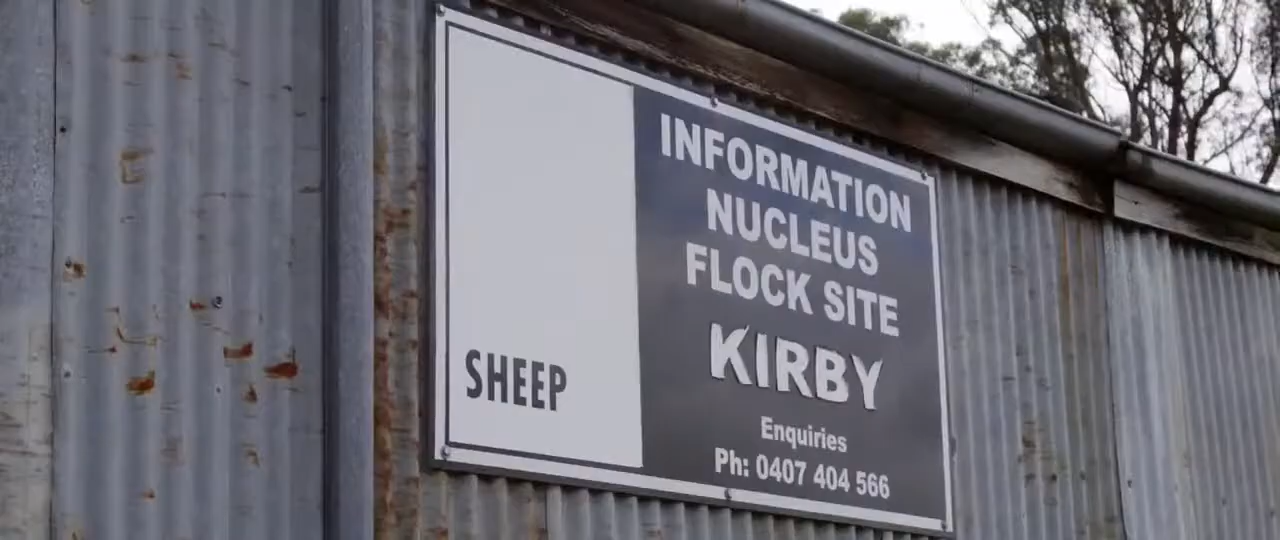 SHEEP
INFORMATION
NUCLEUS
FLOCK SITE
KIRBY
Enquiries
Ph: 0407 404 566